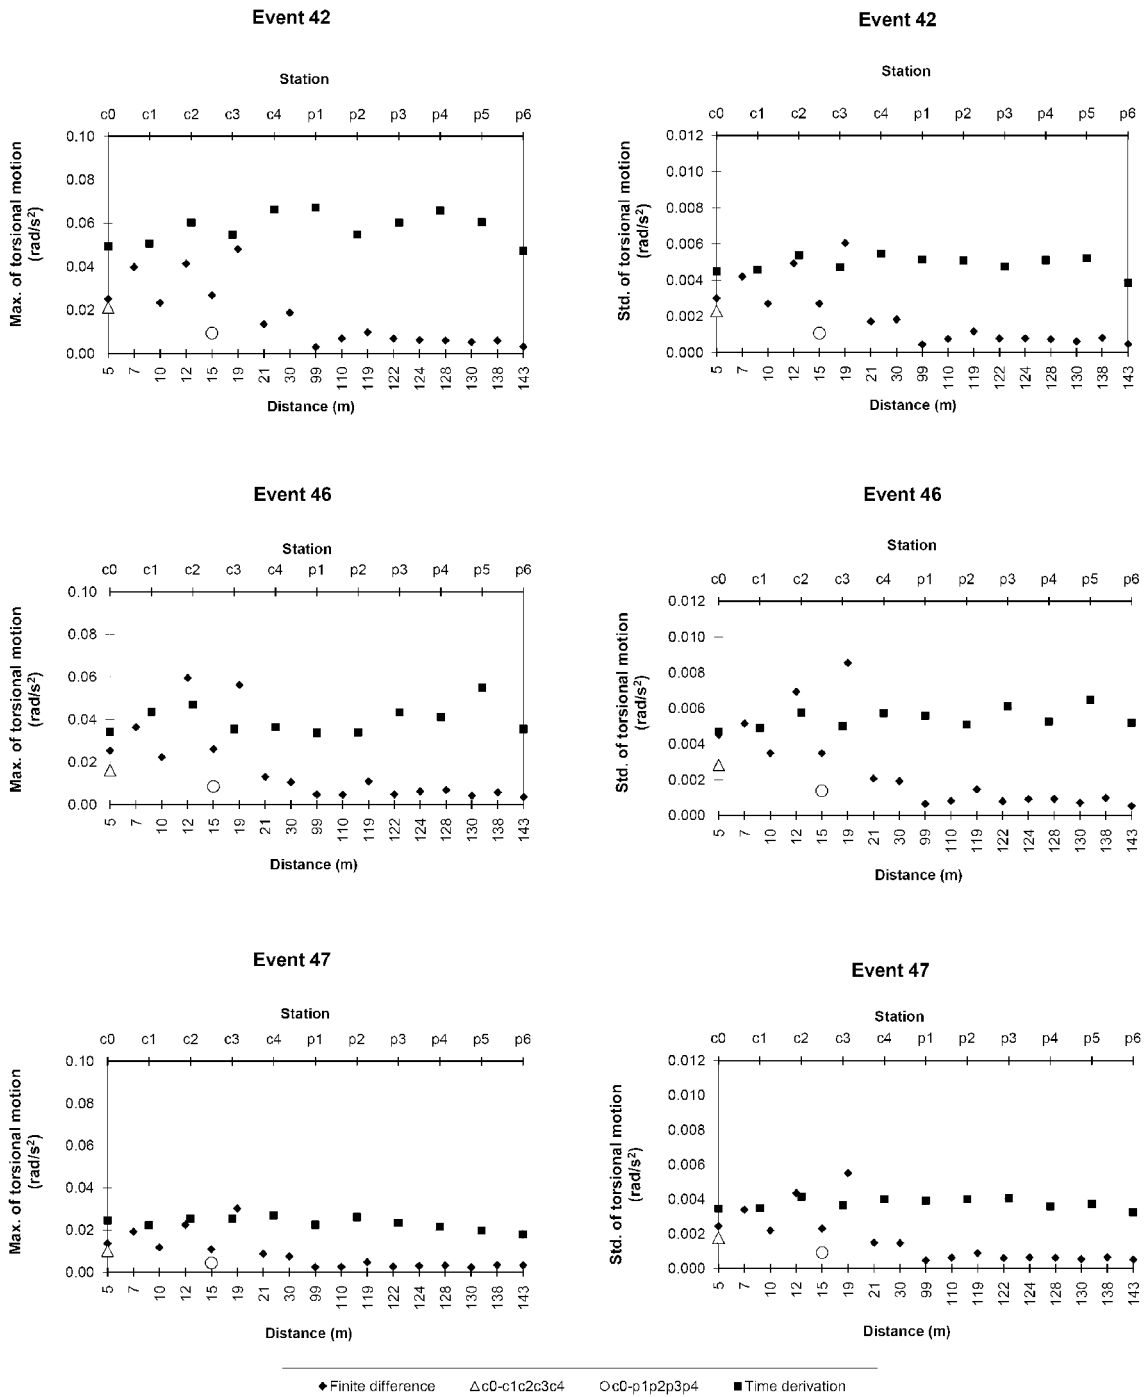 Event 42
Station
c0 c1 c2 c3 c4 p1 p2 p3 p4 p5 p6
Max. of torsional motion
(rad/s²)
0.10
0.08
0.06
0.04
0.02
0.00
5 7 10 12 15 19 21 30 99 110 119 122 124 128 130 138 143
Distance (m)
Event 42
Station
c0 c1 c2 c3 c4 p1 p2 p3 p4 p5 p6
Std. of torsional motion
(rad/s²)
0.012
0.010
0.008
0.006
0.004
0.002
0.000
5 7 10 12 15 19 21 30 99 110 119 122 124 128 130 138 143
Distance (m)
Event 46
Station
c0 c1 c2 c3 c4 p1 p2 p3 p4 p5 p6
Max. of torsional motion
(rad/s²)
0.10
0.08
0.06
0.04
0.02
0.00
5 7 10 12 15 19 21 30 99 110 119 122 124 128 130 138 143
Distance (m)
Event 46
Station
c0 c1 c2 c3 c4 p1 p2 p3 p4 p5 p6
Std. of torsional motion
(rad/s²)
0.012
0.010
0.008
0.006
0.004
0.002
0.000
5 7 10 12 15 19 21 30 99 110 119 122 124 128 130 138 143
Distance (m)
Event 47
Station
c0 c1 c2 c3 c4 p1 p2 p3 p4 p5 p6
Max. of torsional motion
(rad/s²)
0.10
0.08
0.06
0.04
0.02
0.00
5 7 10 12 15 19 21 30 99 110 119 122 124 128 130 138 143
Distance (m)
Event 47
Station
c0 c1 c2 c3 c4 p1 p2 p3 p4 p5 p6
Std. of torsional motion
(rad/s²)
0.012
0.010
0.008
0.006
0.004
0.002
0.000
5 7 10 12 15 19 21 30 99 110 119 122 124 128 130 138 143
Distance (m)
Finite difference c0-c1c2c3c4 c0-p1p2p3p4 Time derivation